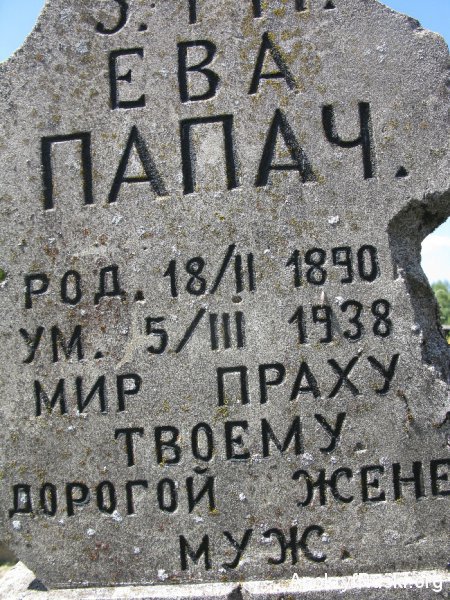 ЕВА
ПАПАЧ.
РОД. 18/II 1890
УМ. 5/III 1938
МИР ПРАХУ
ТВОЕМУ.
ДОРОГОЙ ЖЕНЕ
МУЖ.